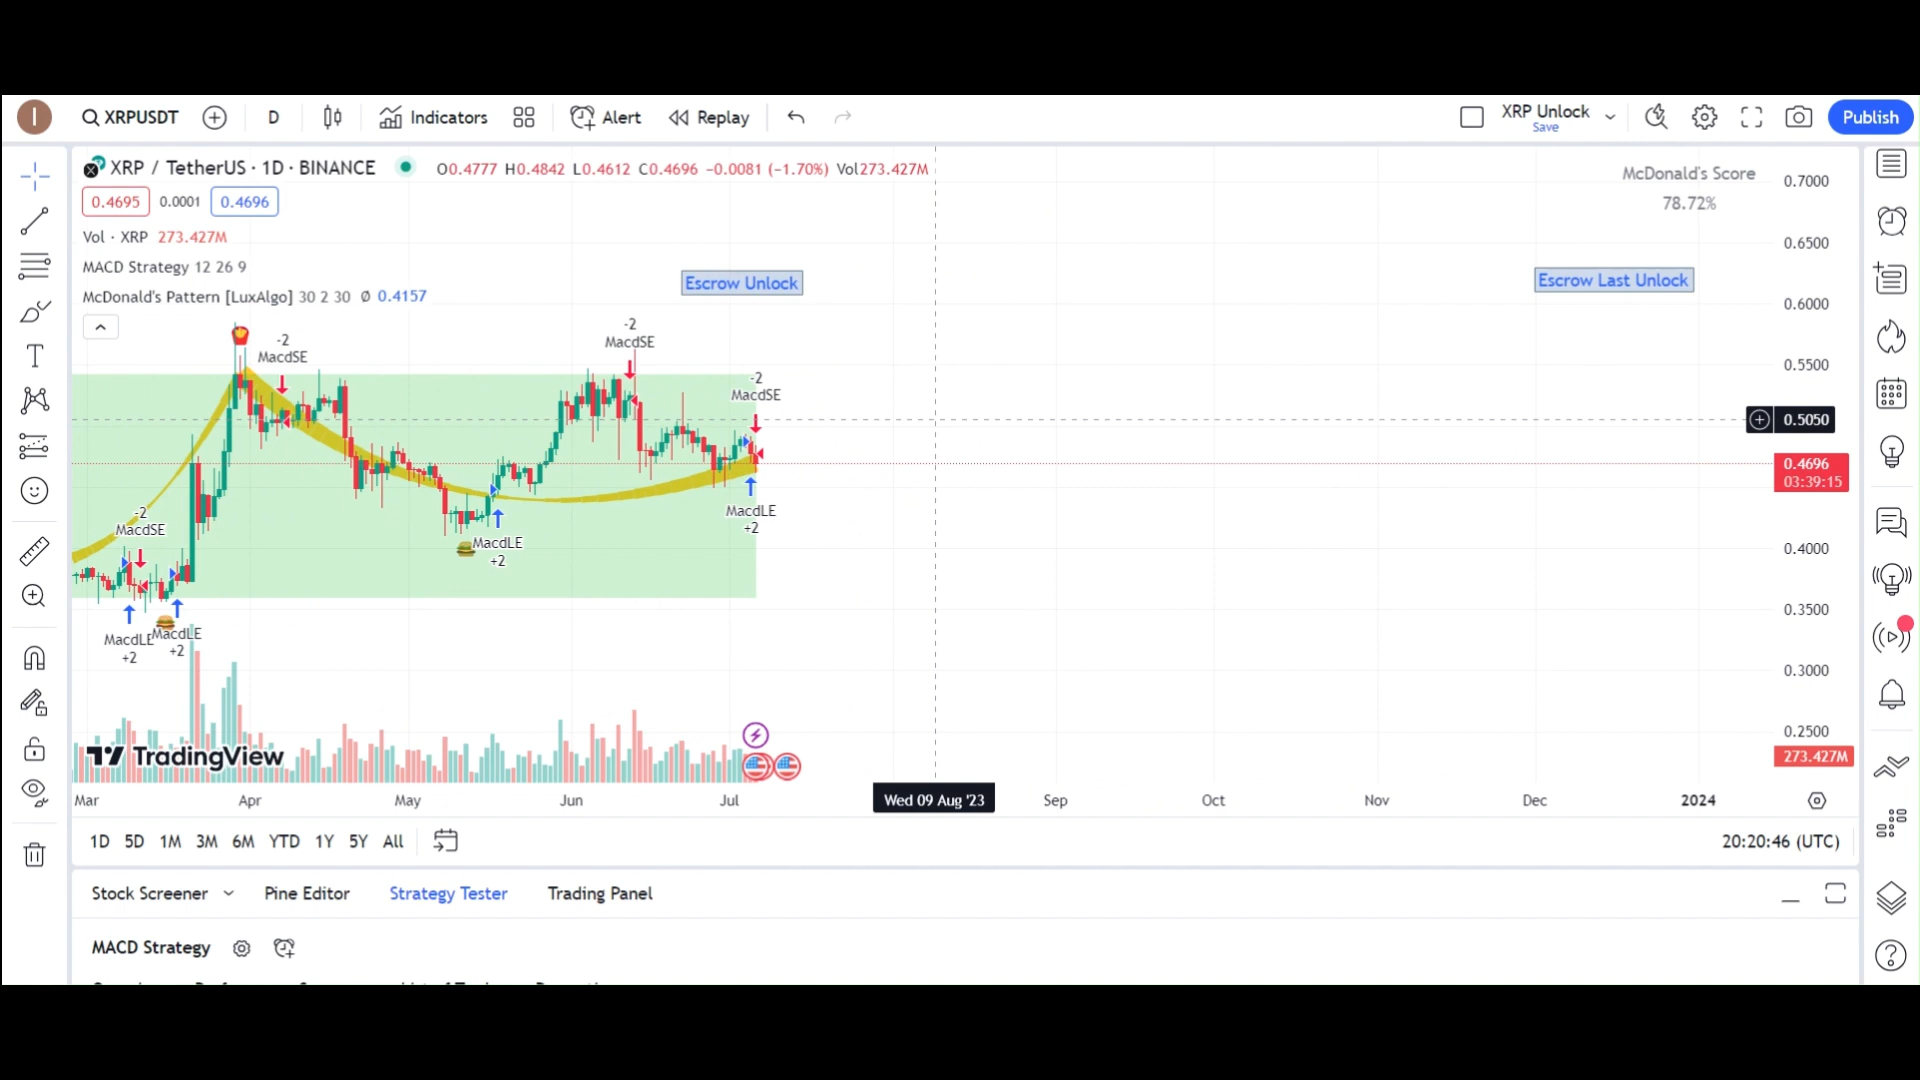 I
XRPUSDT
D
Indicators
Alert
Replay
XRP Unlock
Save
Publish
XRP / TetherUS · 1D · BINANCE
O0.4777 H0.4842 L0.4612 C0.4696 −0.0081 (−1.70%) Vol273.427M
0.4695 0.0001 0.4696
Vol · XRP 273.427M
MACD Strategy 12 26 9
McDonald's Pattern [LuxAlgo] 30 2 30 Ø 0.4157
McDonald's Score
78.72%
Escrow Unlock
Escrow Last Unlock
-2
MacdSE
-2
MacdSE
-2
MacdSE
-2
MacdSE
MacdLE
+2
MacdLE
+2
MacdLE
+2
MacdLE
+2
0.7000
0.6500
0.6000
0.5500
0.5050
0.4696
03:39:15
0.4000
0.3500
0.3000
0.2500
273.427M
TradingView
Mar Apr May Jun Jul Wed 09 Aug '23 Sep Oct Nov Dec 2024
1D 5D 1M 3M 6M YTD 1Y 5Y All
20:20:46 (UTC)
Stock Screener Pine Editor Strategy Tester Trading Panel
MACD Strategy